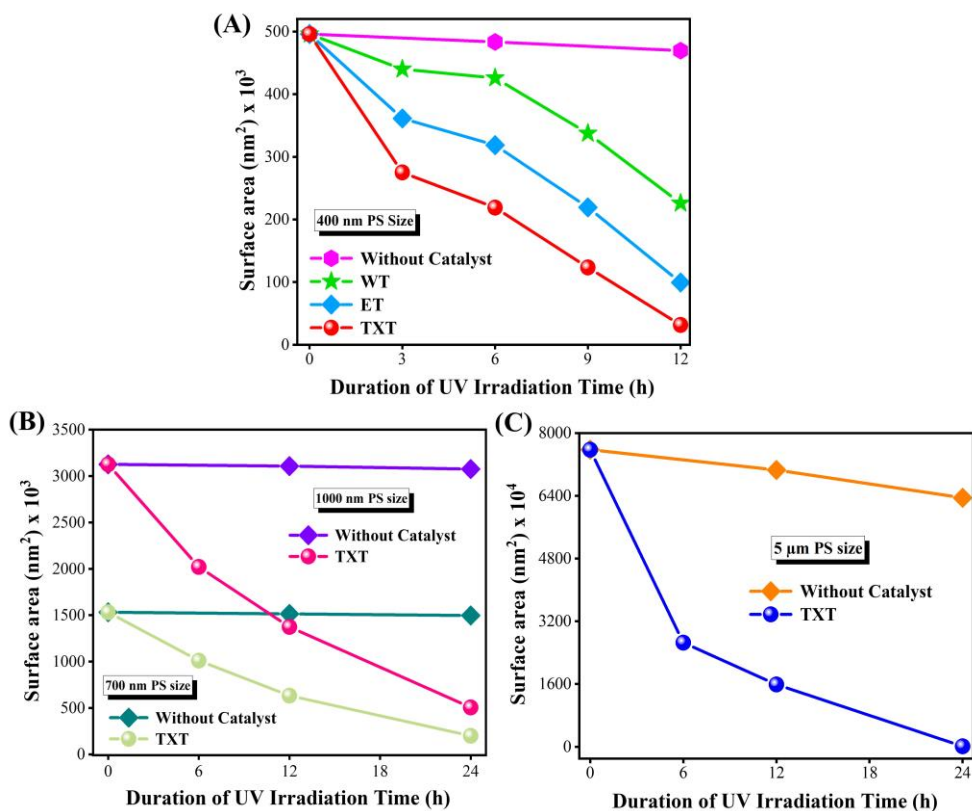 (A)
Surface area (nm²) x 10³
500
400
300
200
100
0
400 nm PS Size
Without Catalyst
WT
ET
TXT
0 3 6 9 12
Duration of UV Irradiation Time (h)
(B)
Surface area (nm²) x 10³
3500
3000
2500
2000
1500
1000
500
0
1000 nm PS size
Without Catalyst
TXT
700 nm PS size
Without Catalyst
TXT
0 6 12 18 24
Duration of UV Irradiation Time (h)
(C)
Surface area (nm²) x 10⁴
8000
6400
4800
3200
1600
0
5 µm PS size
Without Catalyst
TXT
0 6 12 18 24
Duration of UV Irradiation Time (h)